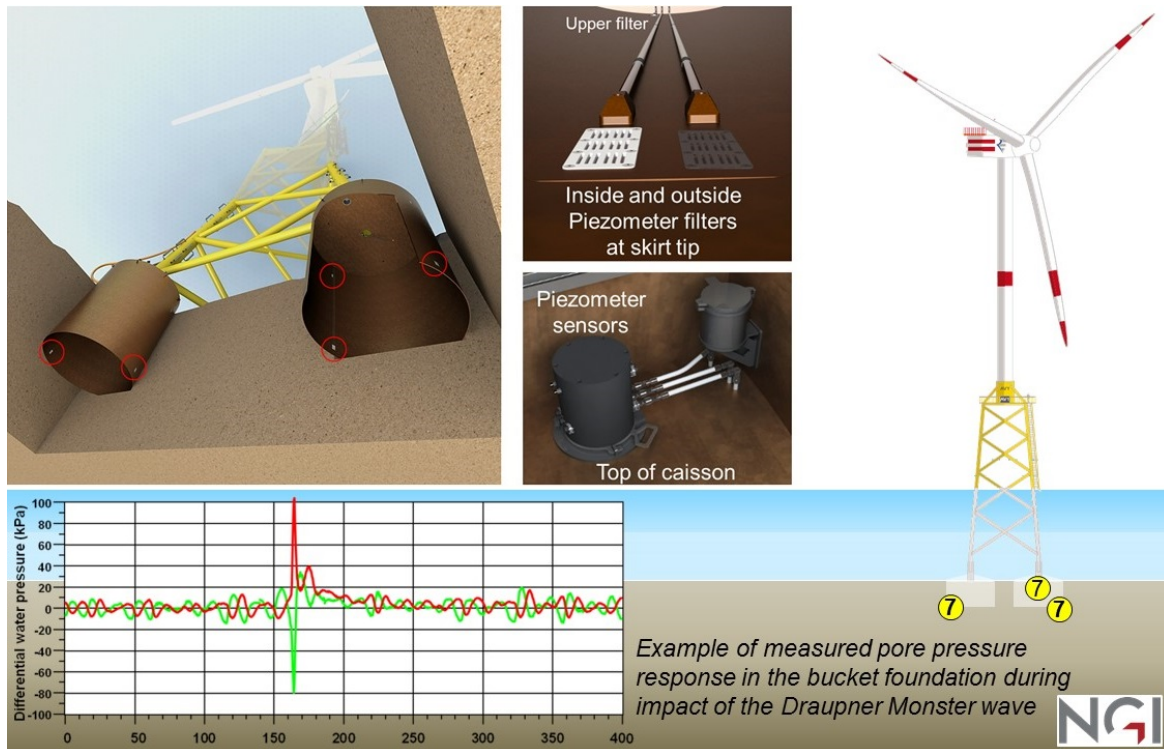 Upper filter
Inside and outside
Piezometer filters
at skirt tip
Piezometer
sensors
Top of caisson
Differential water pressure (kPa)
100
80
60
40
20
0
-20
-40
-60
-80
-100
0
50
100
150
200
250
300
350
400
7
7
7
Example of measured pore pressure
response in the bucket foundation during
impact of the Draupner Monster wave
NGI